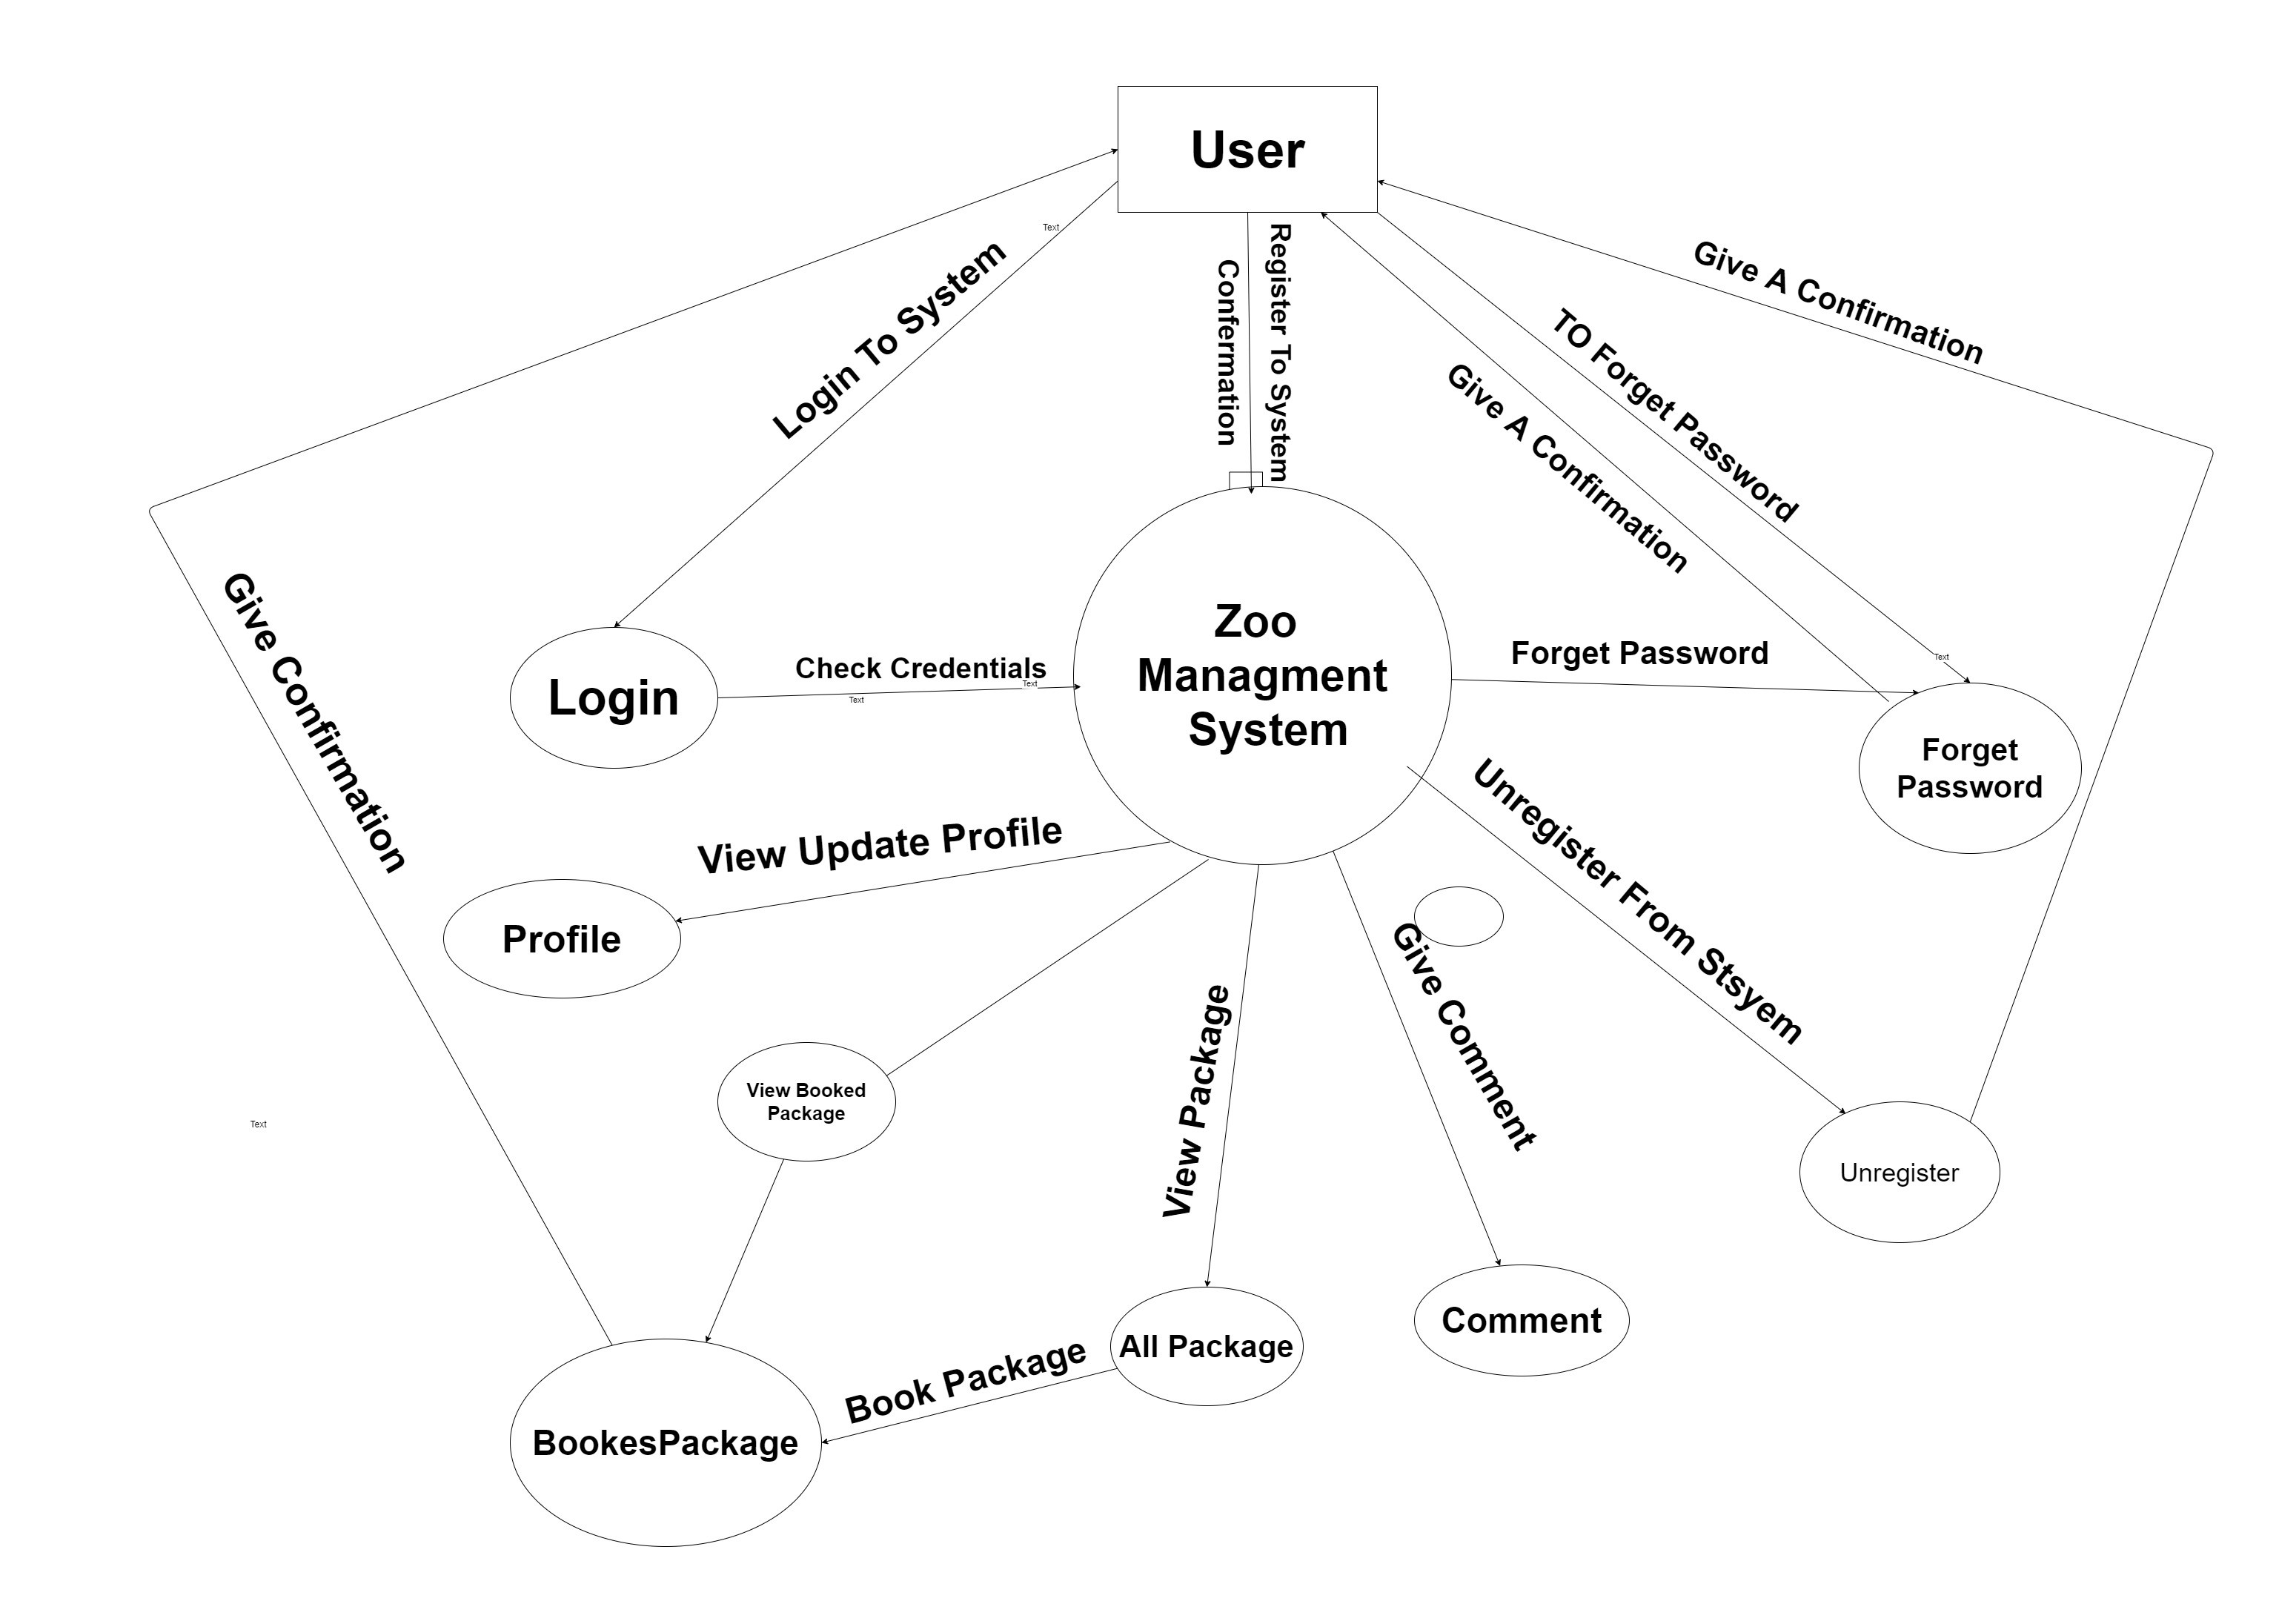 User
Text
Login To System
Confermation
Register To System
Give A Confirmation
TO Forget Password
Give A Confirmation
Give Confirmation
Zoo
Managment
System
Login
Check Credentials
Text
Text
Forget Password
Text
Forget
Password
View Update Profile
Profile
Unregister From Stsyem
Give Comment
View Package
View Booked
Package
Text
Unregister
Comment
All Package
Book Package
BookesPackage